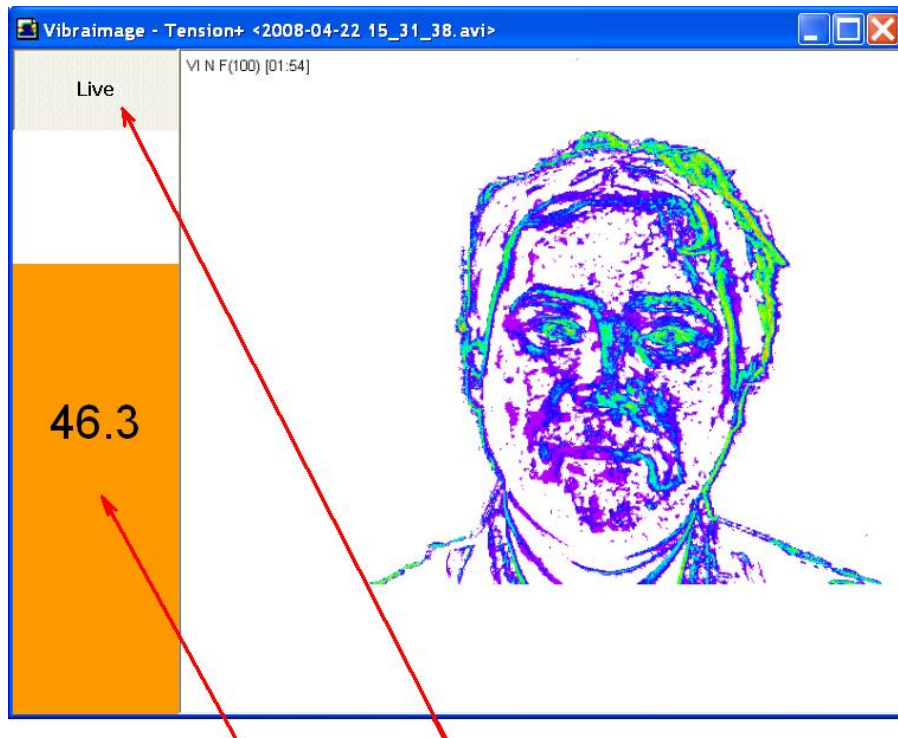 Vibraimage - Tension+ <2008-04-22 15_31_38.avi>
Live
VI N F(100) [01:54]
46.3